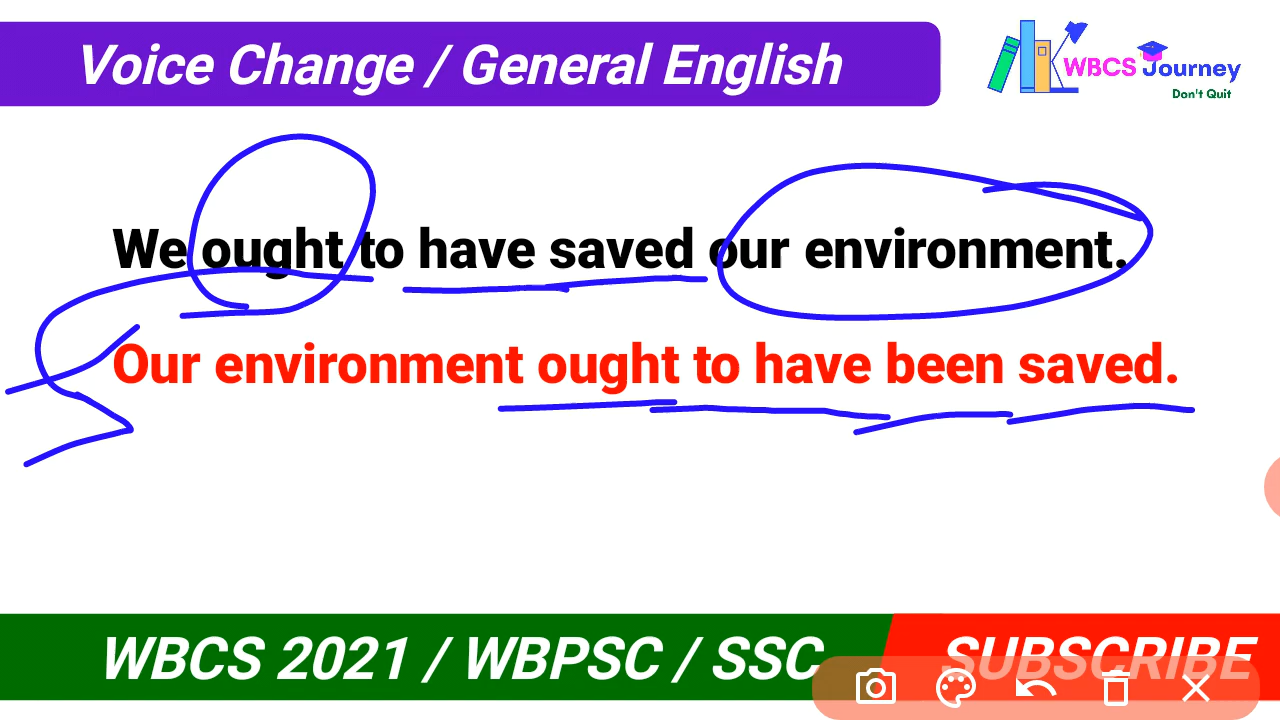 Voice Change / General English
WBCS Journey
Don't Quit
We ought to have saved our environment.
Our environment ought to have been saved.
WBCS 2021 / WBPSC / SSC
SUBSCRIBE